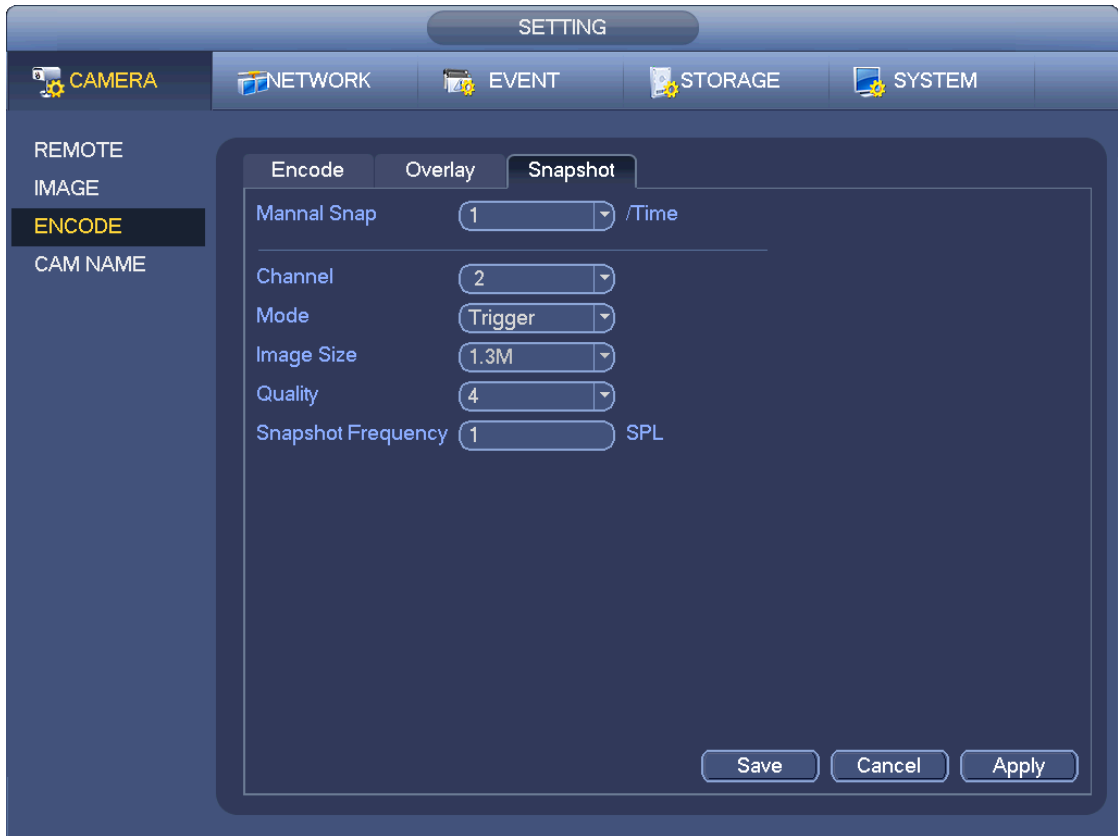 SETTING
CAMERA NETWORK EVENT STORAGE SYSTEM
REMOTE
IMAGE
ENCODE
CAM NAME
Encode Overlay Snapshot
Mannal Snap 1 /Time
Channel 2
Mode Trigger
Image Size 1.3M
Quality 4
Snapshot Frequency 1 SPL
Save Cancel Apply